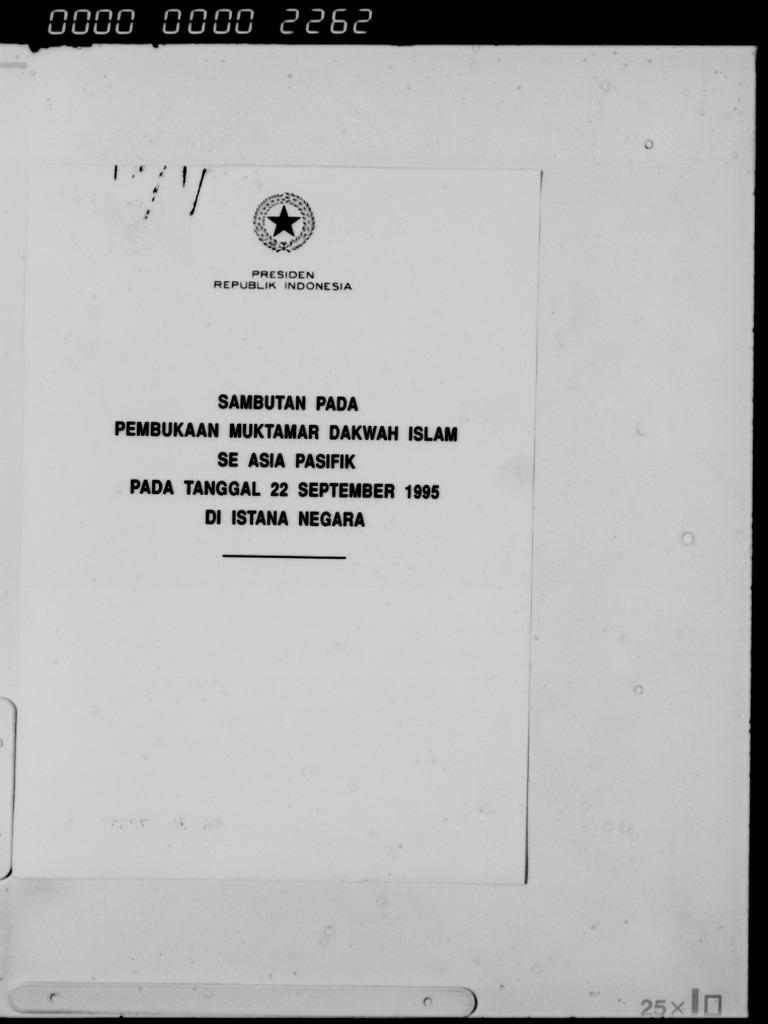 0000 0000 2262
PRESIDEN
REPUBLIK INDONESIA
SAMBUTAN PADA
PEMBUKAAN MUKTAMAR DAKWAH ISLAM
SE ASIA PASIFIK
PADA TANGGAL 22 SEPTEMBER 1995
DI ISTANA NEGARA
25×